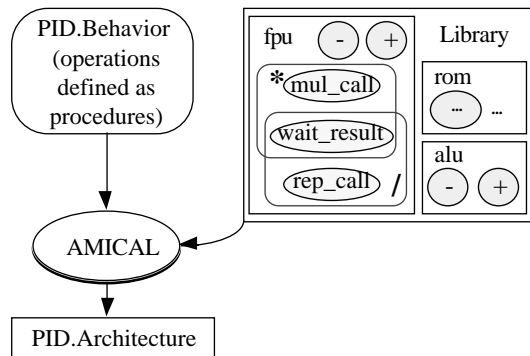 PID.Behavior
(operations
defined as
procedures)
fpu
- +
Library
* mul_call
wait_result
rep_call /
rom
... ...
alu
- +
AMICAL
PID.Architecture